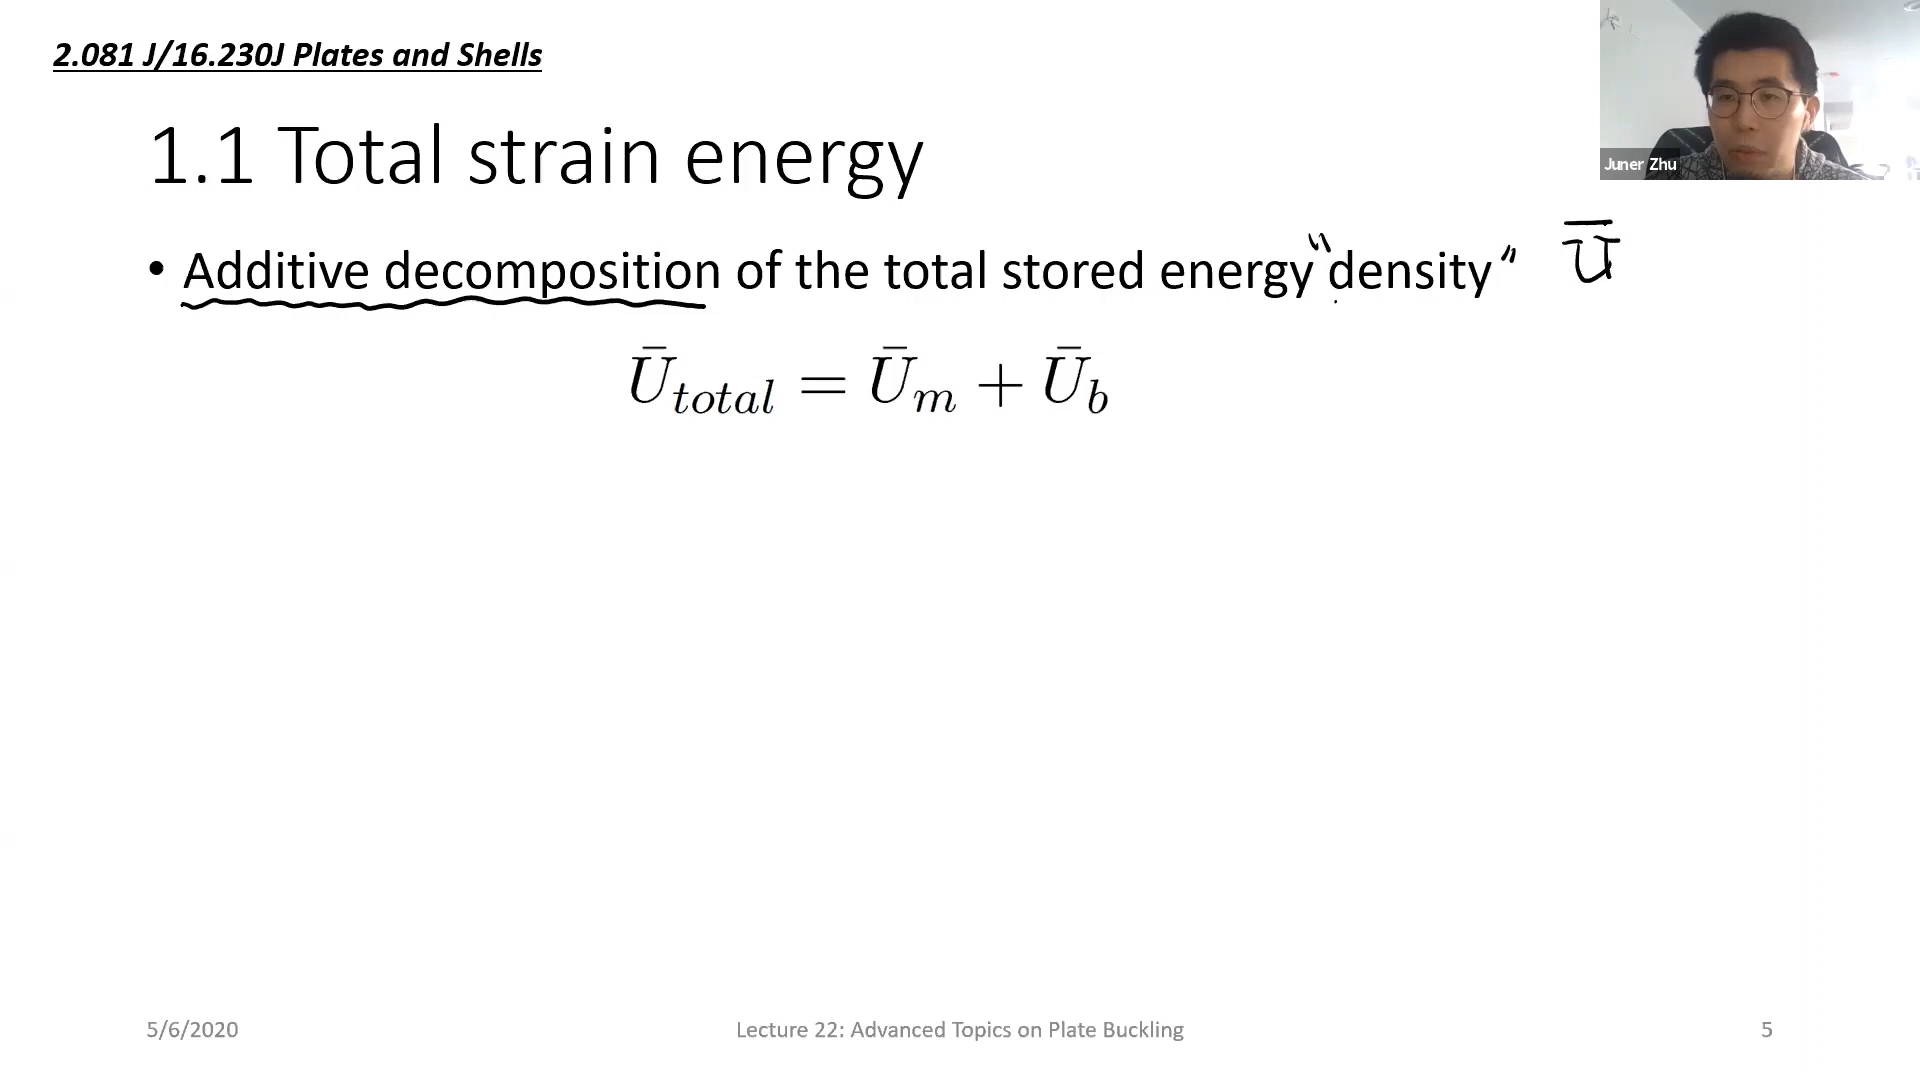 2.081 J/16.230J Plates and Shells
Juner Zhu
1.1 Total strain energy
• Additive decomposition of the total stored energy "density" Ū
Ū_total = Ū_m + Ū_b
5/6/2020
Lecture 22: Advanced Topics on Plate Buckling
5